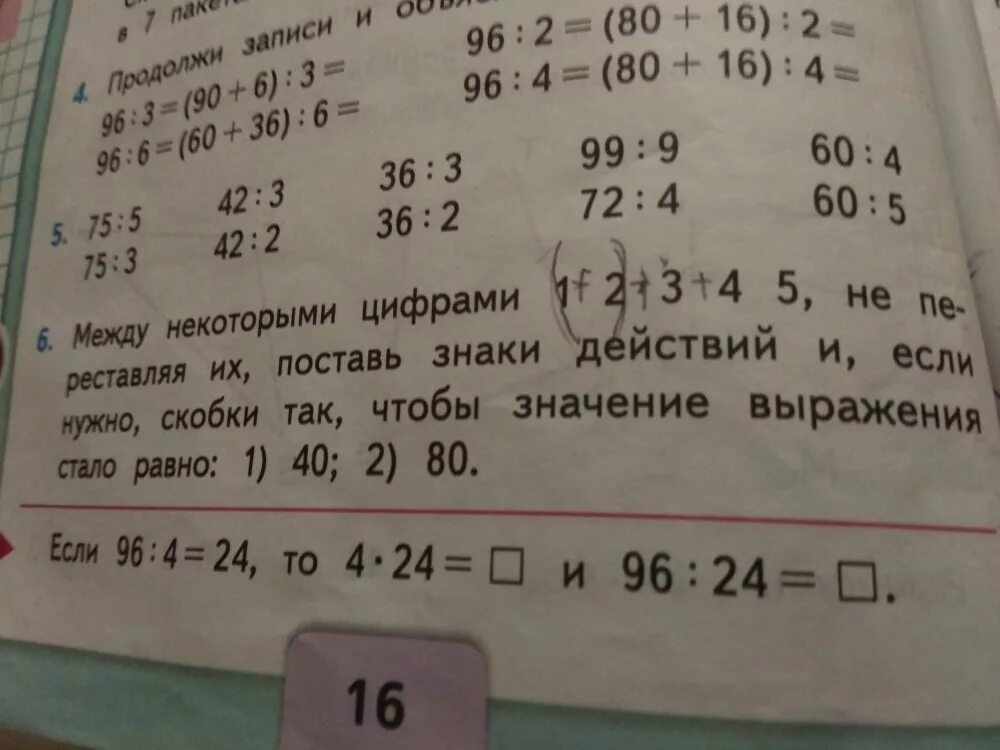 в 7
4. Продолжи записи и
96 : 3 = (90 + 6) : 3 =
96 : 6 = (60 + 36) : 6 =
96 : 2 = (80 + 16) : 2 =
96 : 4 = (80 + 16) : 4 =
5. 75 : 5 42 : 3 36 : 3 99 : 9 60 : 4
75 : 3 42 : 2 36 : 2 72 : 4 60 : 5
6. Между некоторыми цифрами (1+2)+3+4 5, не пе-
реставляя их, поставь знаки действий и, если
нужно, скобки так, чтобы значение выражения
стало равно: 1) 40; 2) 80.
Если 96 : 4 = 24, то 4 · 24 = □ и 96 : 24 = □.
16